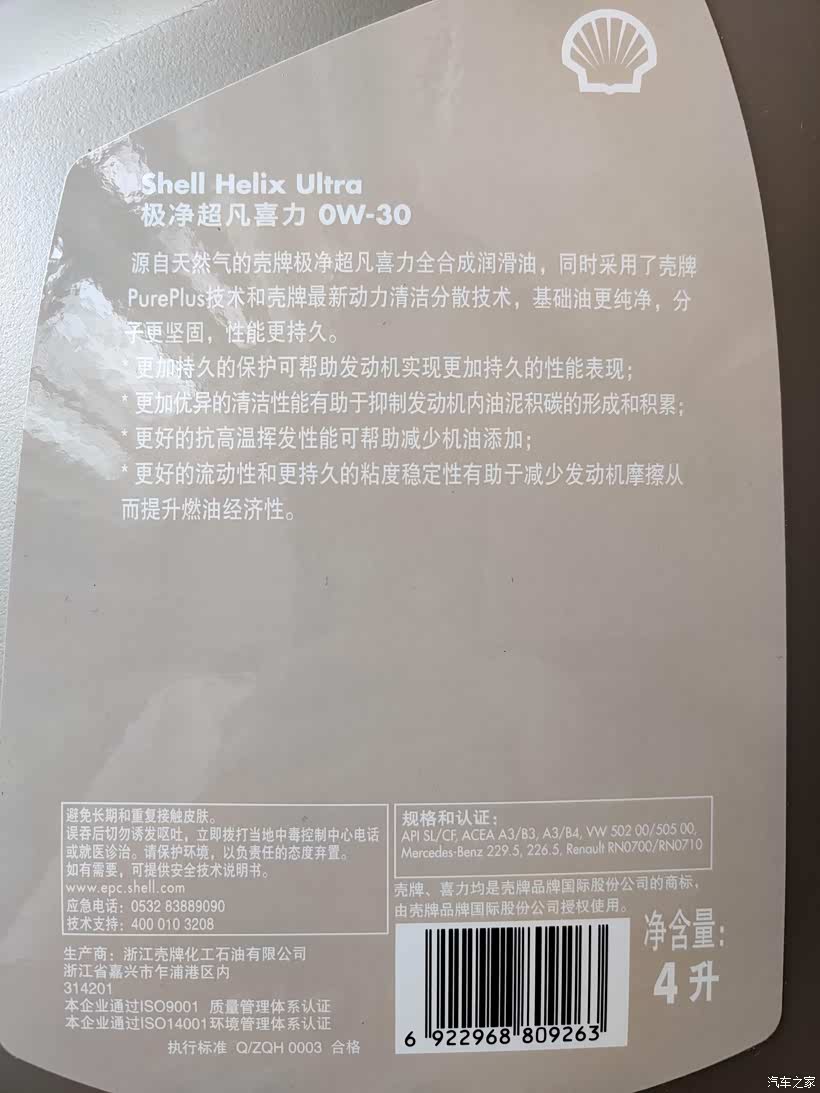 Shell Helix Ultra
极净超凡喜力 0W-30
源自天然气的壳牌极净超凡喜力全合成润滑油，同时采用了壳牌
PurePlus技术和壳牌最新动力清洁分散技术，基础油更纯净，分
子更坚固，性能更持久。
* 更加持久的保护可帮助发动机实现更加持久的性能表现；
* 更加优异的清洁性能有助于抑制发动机内油泥积碳的形成和积累；
* 更好的抗高温挥发性能可帮助减少机油添加；
* 更好的流动性和更持久的粘度稳定性有助于减少发动机摩擦从
而提升燃油经济性。
避免长期和重复接触皮肤。
误吞后切勿诱发呕吐，立即拨打当地中毒控制中心电话
或就医诊治。请保护环境，以负责任的态度弃置。
如有需要，可提供安全技术说明书。
www.epc.shell.com
应急电话：0532 83889090
技术支持：400 010 3208
生产商：浙江壳牌化工石油有限公司
浙江省嘉兴市乍浦港区内
314201
本企业通过ISO9001 质量管理体系认证
本企业通过ISO14001环境管理体系认证
执行标准 Q/ZQH 0003 合格
规格和认证：
API SL/CF, ACEA A3/B3, A3/B4, VW 502 00/505 00,
Mercedes-Benz 229.5, 226.5, Renault RN0700/RN0710
壳牌、喜力均是壳牌品牌国际股份公司的商标，
由壳牌品牌国际股份公司授权使用。
净含量：
4升
6 922968 809263
汽车之家